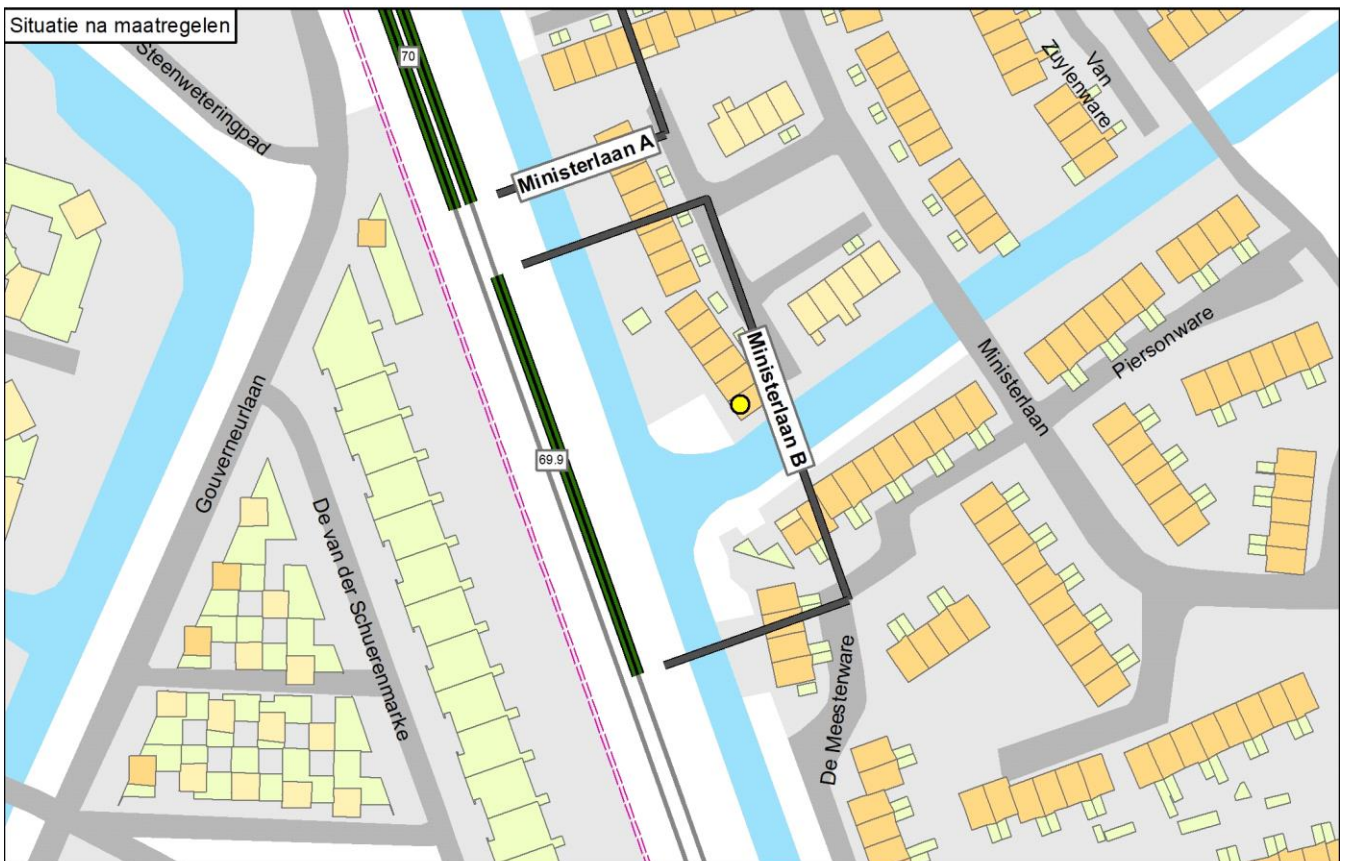 Situatie na maatregelen
Steenweteringpad
70
Van
Zuylenware
Ministerlaan A
Ministerlaan
Piersonware
Ministerlaan B
Gouverneurlaan
69.9
De van der Schuerenmarke
De Meesterware